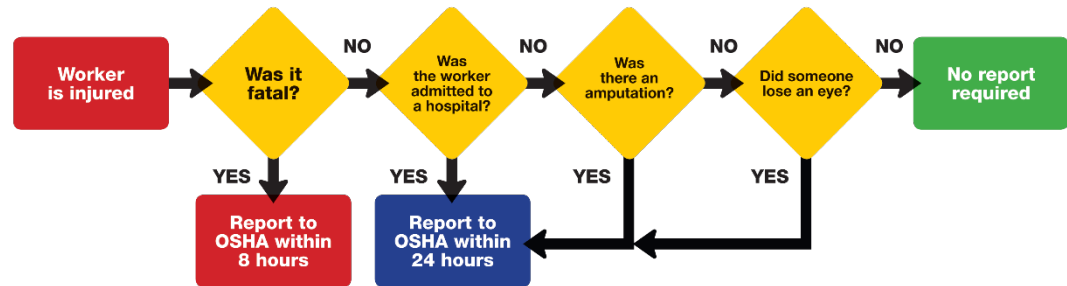 Worker
is injured
Was it
fatal?
NO
Was
the worker
admitted to
a hospital?
NO
Was
there an
amputation?
NO
Did someone
lose an eye?
NO
No report
required
YES
Report to
OSHA within
8 hours
YES
Report to
OSHA within
24 hours
YES
YES